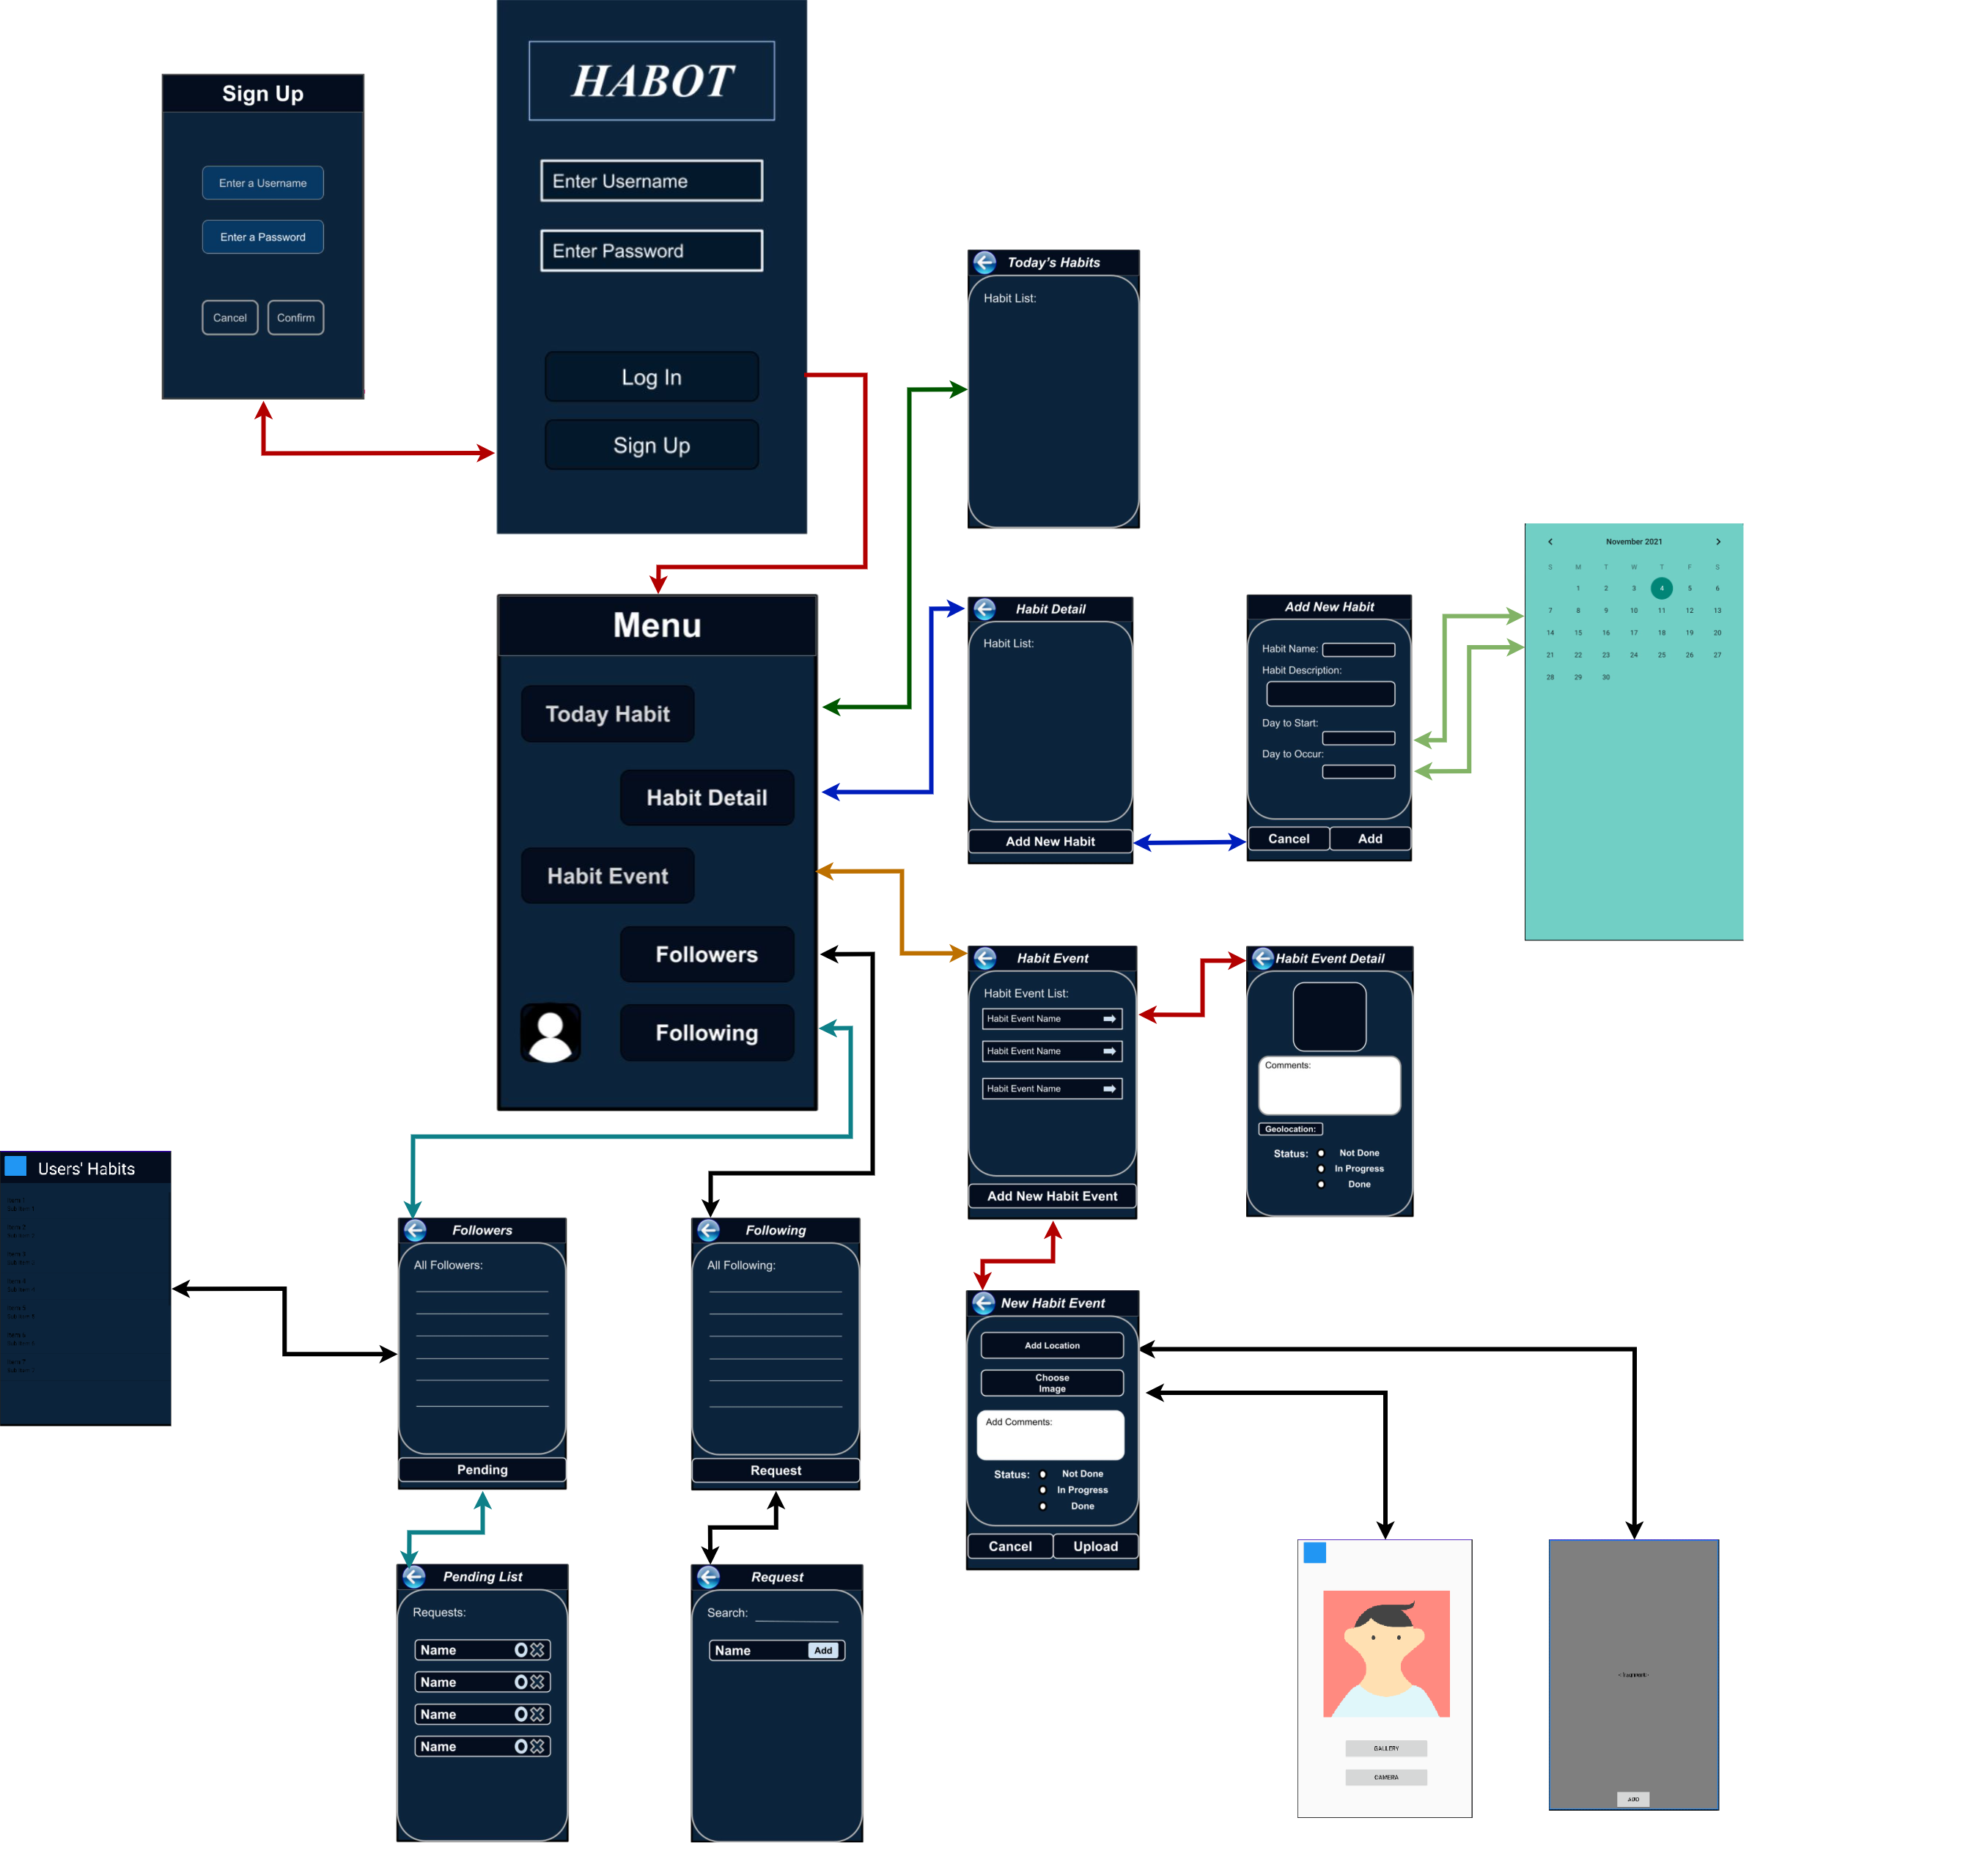 Sign Up
Enter a Username
Enter a Password
Cancel
Confirm
HABOT
Enter Username
Enter Password
Log In
Sign Up
Today's Habits
Habit List:
Menu
Today Habit
Habit Detail
Habit Event
Followers
Following
Habit Detail
Habit List:
Add New Habit
Add New Habit
Habit Name:
Habit Description:
Day to Start:
Day to Occur:
Cancel
Add
November 2021
S M T W T F S
1 2 3 4 5 6
7 8 9 10 11 12 13
14 15 16 17 18 19 20
21 22 23 24 25 26 27
28 29 30
Habit Event
Habit Event List:
Habit Event Name
Habit Event Name
Habit Event Name
Add New Habit Event
Habit Event Detail
Comments:
Geolocation:
Status:
Not Done
In Progress
Done
Users' Habits
Followers
All Followers:
Pending
Following
All Following:
Request
New Habit Event
Add Location
Choose
Image
Add Comments:
Status:
Not Done
In Progress
Done
Cancel
Upload
Pending List
Requests:
Name
Name
Name
Name
Request
Search:
Name
Add
GALLERY
CAMERA
ADD